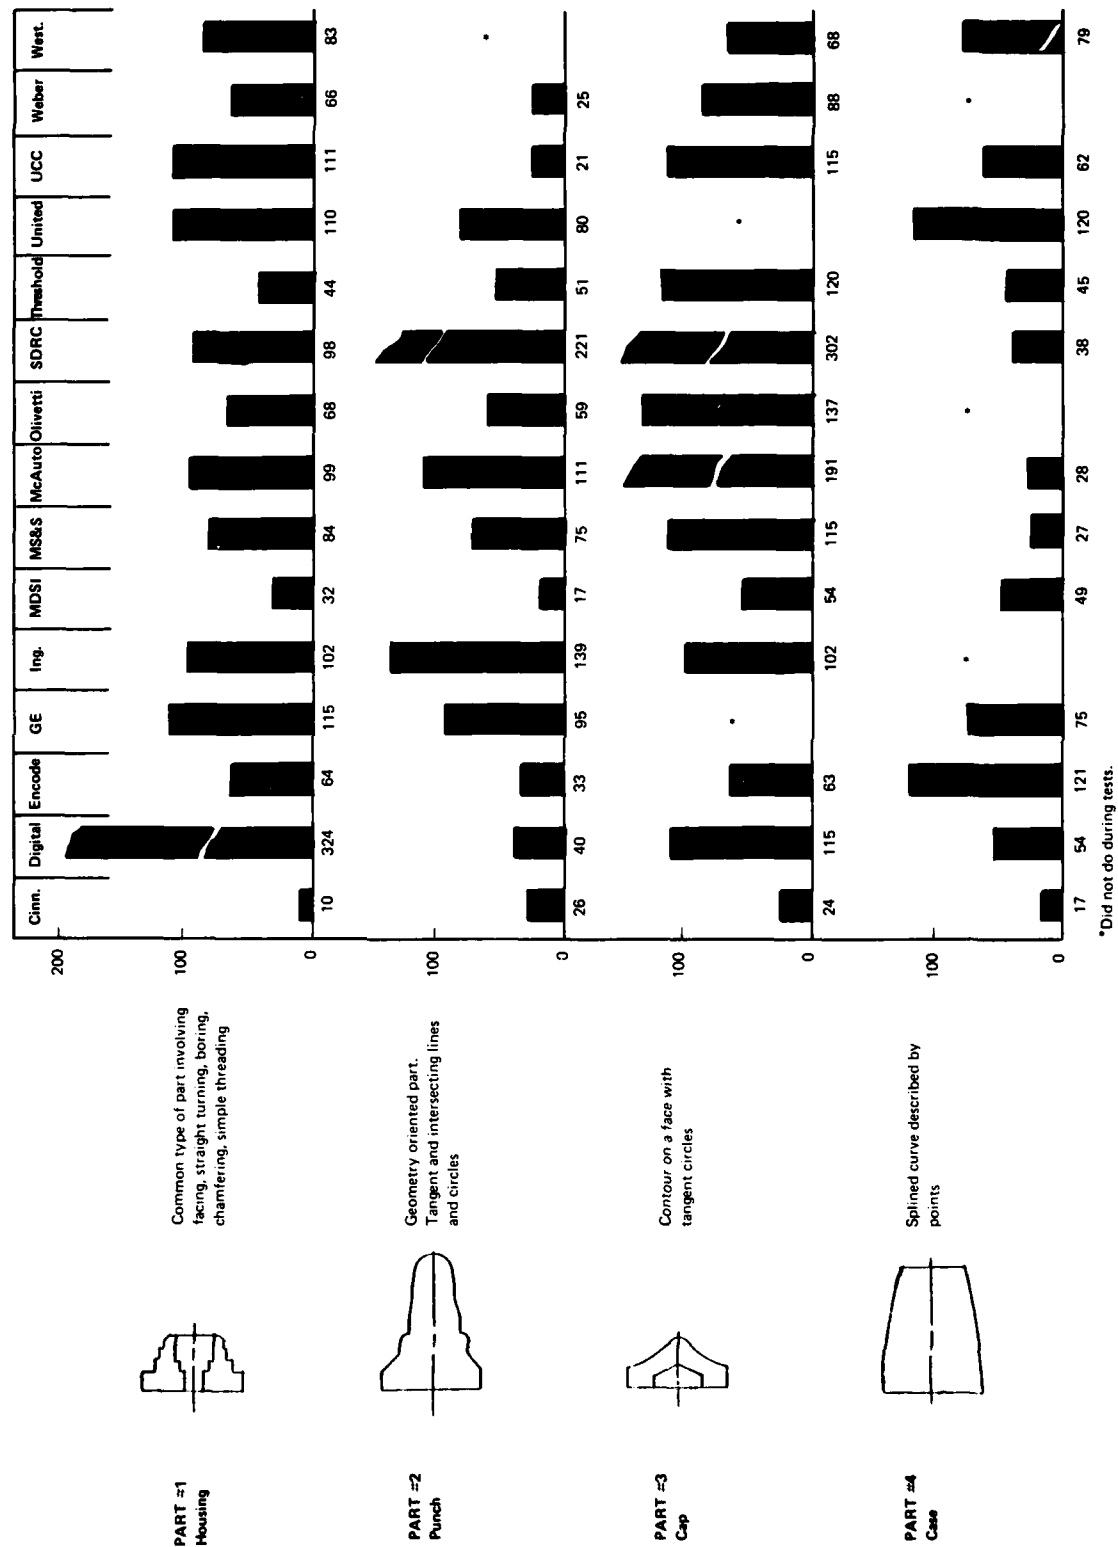 Cinn. Digital Encode GE Ing. MDSI MS&S McAuto Olivetti SDRC Threshold United UCC Weber West.
PART #1
Housing
Common type of part involving
facing, straight turning, boring,
chamfering, simple threading
200
100
0
10 324 64 115 102 32 84 99 68 98 44 110 111 66 83
PART #2
Punch
Geometry oriented part.
Tangent and intersecting lines
and circles
100
0
26 40 33 95 139 17 75 111 59 221 51 80 21 25 *
PART #3
Cap
Contour on a face with
tangent circles
100
0
24 115 63 * 102 54 115 191 137 302 120 * 115 88 68
PART #4
Case
Splined curve described by
points
100
0
17 54 121 75 * 49 27 28 * 38 45 120 62 * 79
*Did not do during tests.